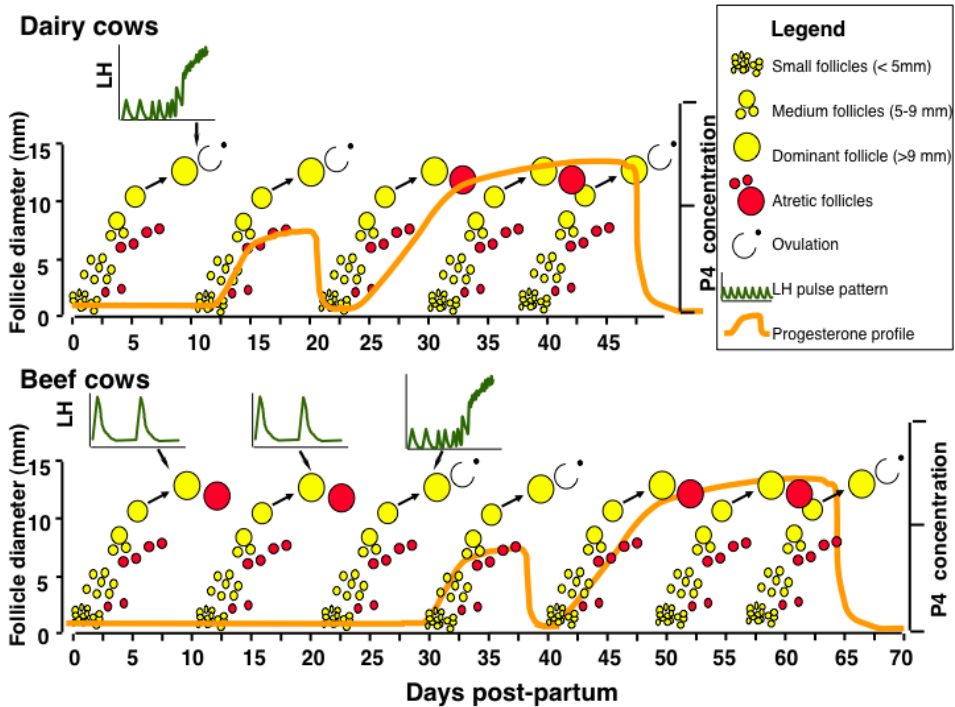 Dairy cows
LH
Follicle diameter (mm)
15
10
5
0
0 5 10 15 20 25 30 35 40 45
P4 concentration
Legend
Small follicles (< 5mm)
Medium follicles (5-9 mm)
Dominant follicle (>9 mm)
Atretic follicles
Ovulation
LH pulse pattern
Progesterone profile
Beef cows
LH
Follicle diameter (mm)
15
10
5
0
0 5 10 15 20 25 30 35 40 45 50 55 60 65 70
P4 concentration
Days post-partum